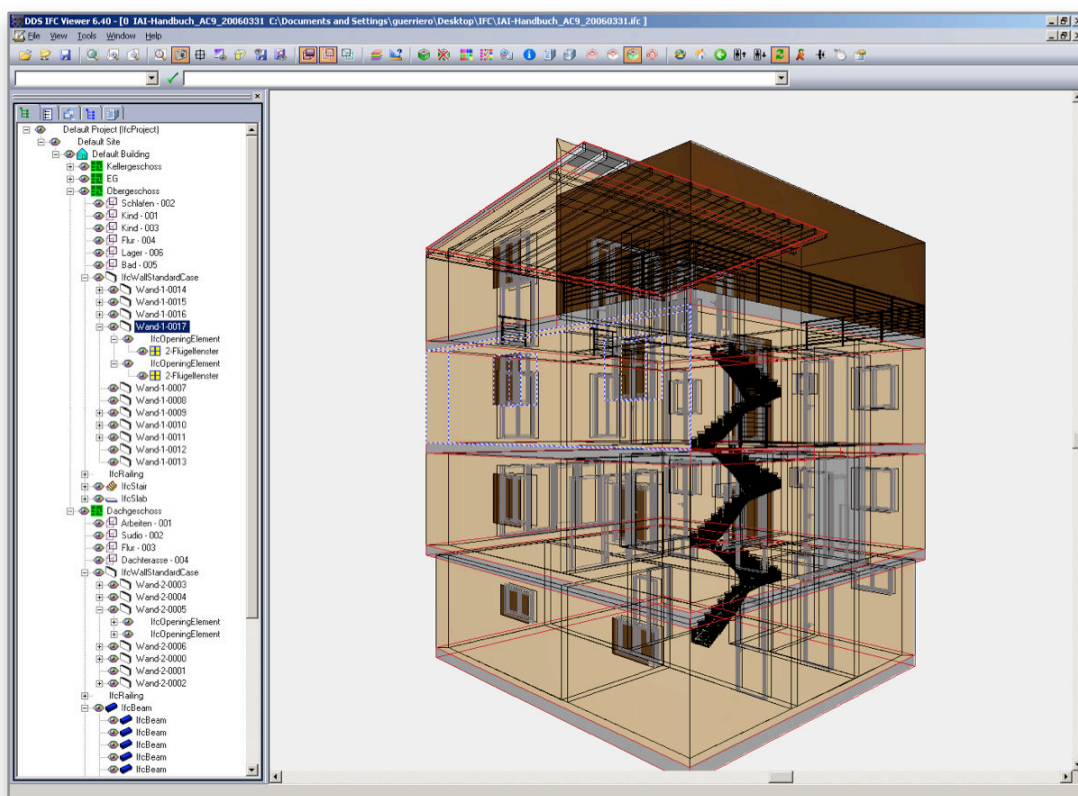 DDS IFC Viewer 6.40 - [0 IAI-Handbuch_AC9_20060331 C:\Documents and Settings\guerriero\Desktop\IFC\IAI-Handbuch_AC9_20060331.ifc ]
File View Tools Window Help
Default Project (IfcProject)
Default Site
Default Building
Kellergeschoss
EG
Obergeschoss
Schlafen - 002
Kind - 001
Kind - 003
Flur - 004
Lager - 006
Bad - 005
IfcWallStandardCase
Wand-1-0014
Wand-1-0015
Wand-1-0016
Wand-1-0017
IfcOpeningElement
2-Flügelfenster
IfcOpeningElement
2-Flügelfenster
Wand-1-0007
Wand-1-0008
Wand-1-0009
Wand-1-0010
Wand-1-0011
Wand-1-0012
Wand-1-0013
IfcRailing
IfcStair
IfcSlab
Dachgeschoss
Arbeiten - 001
Sudio - 002
Flur - 003
Dachterasse - 004
IfcWallStandardCase
Wand-2-0003
Wand-2-0004
Wand-2-0005
IfcOpeningElement
IfcOpeningElement
Wand-2-0006
Wand-2-0000
Wand-2-0001
Wand-2-0002
IfcRailing
IfcBeam
IfcBeam
IfcBeam
IfcBeam
IfcBeam
IfcBeam